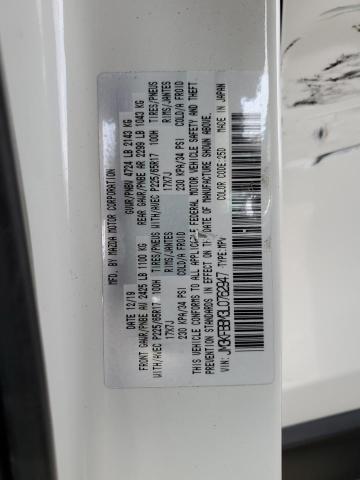 MFD. BY MAZDA MOTOR CORPORATION
12/19 GVWR/PNBV 4724 LB 2143 KG
FRONT GAWR/PNBE AV 2425 LB 1100 KG REAR GAWR/PNBE AR 2299 LB 1043 KG
WITH/AVEC P225/65R17 100H TIRES/PNEUS WITH/AVEC P225/65R17 100H TIRES/PNEUS
17X7J RIMS/JANTES 17X7J RIMS/JANTES
230 KPA/34 PSI COLD/A FROID 230 KPA/34 PSI COLD/A FROID
THIS VEHICLE CONFORMS TO ALL APPLICABLE FEDERAL MOTOR VEHICLE SAFETY AND THEFT
PREVENTION STANDARDS IN EFFECT ON THE DATE OF MANUFACTURE SHOWN ABOVE.
COLOR CODE: 25D MADE IN JAPAN
VIN: TYPE: MPV